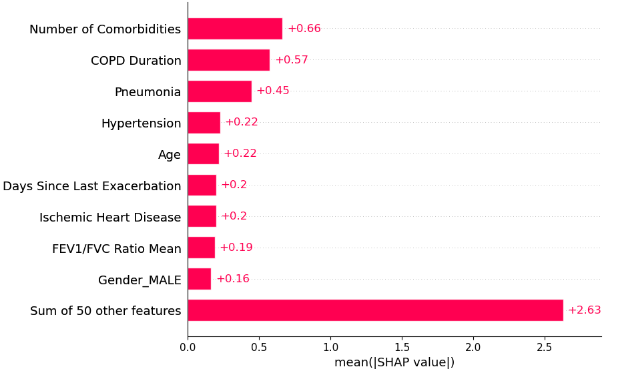 Number of Comorbidities +0.66
COPD Duration +0.57
Pneumonia +0.45
Hypertension +0.22
Age +0.22
Days Since Last Exacerbation +0.2
Ischemic Heart Disease +0.2
FEV1/FVC Ratio Mean +0.19
Gender_MALE +0.16
Sum of 50 other features +2.63
0.0 0.5 1.0 1.5 2.0 2.5
mean(|SHAP value|)